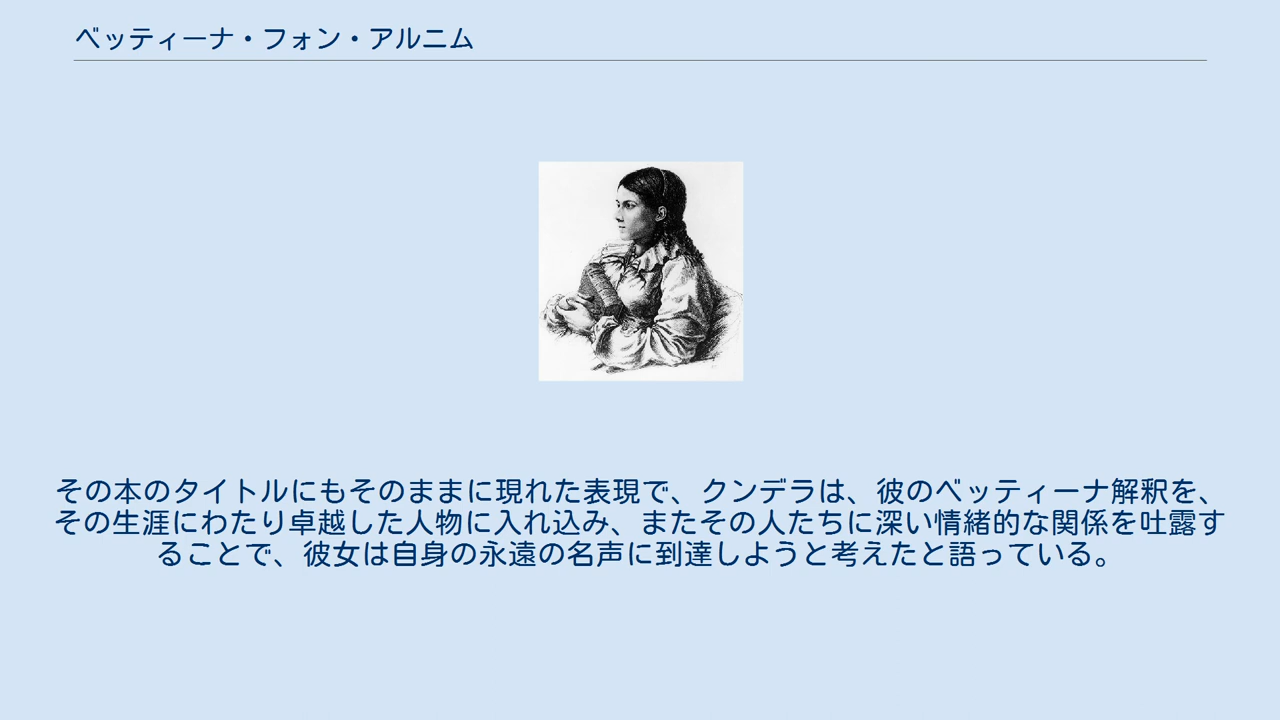 ベッティーナ・フォン・アルニム
その本のタイトルにもそのままに現れた表現で、クンデラは、彼のベッティーナ解釈を、
その生涯にわたり卓越した人物に入れ込み、またその人たちに深い情緒的な関係を吐露す
ることで、彼女は自身の永遠の名声に到達しようと考えたと語っている。